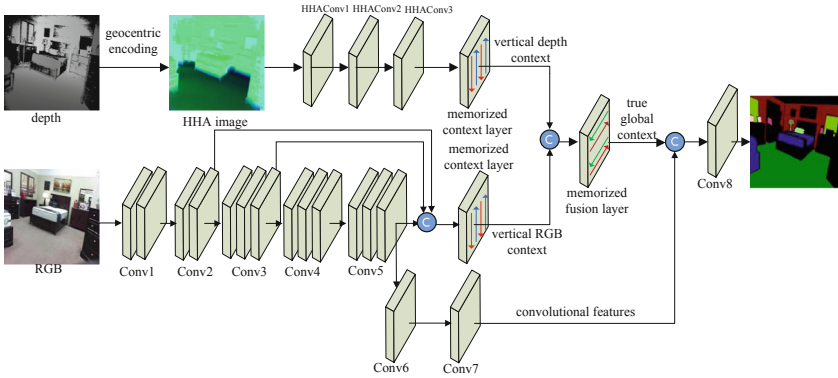 HHAConv1 HHAConv2 HHAConv3
geocentric
encoding
vertical depth
context
depth
HHA image
memorized
context layer
memorized
context layer
true
global
context
C
C
C
memorized
fusion layer
Conv8
vertical RGB
context
RGB
Conv1
Conv2
Conv3
Conv4
Conv5
convolutional features
Conv6
Conv7